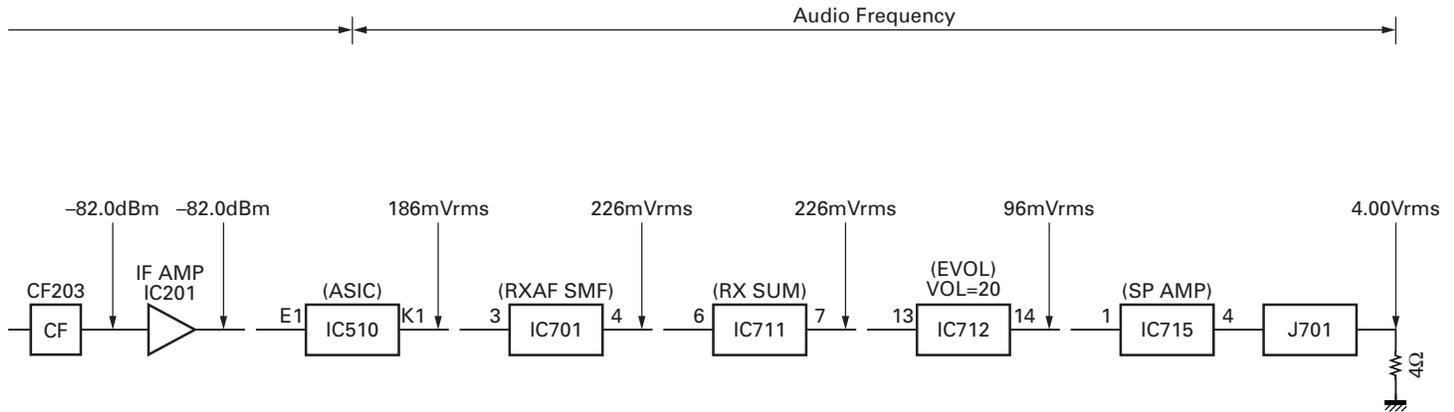 Audio Frequency
–82.0dBm –82.0dBm 186mVrms 226mVrms 226mVrms 96mVrms 4.00Vrms
IF AMP
(EVOL)
CF203 IC201 (ASIC) (RXAF SMF) (RX SUM) VOL=20 (SP AMP)
CF E1 IC510 K1 3 IC701 4 6 IC711 7 13 IC712 14 1 IC715 4 J701
4Ω